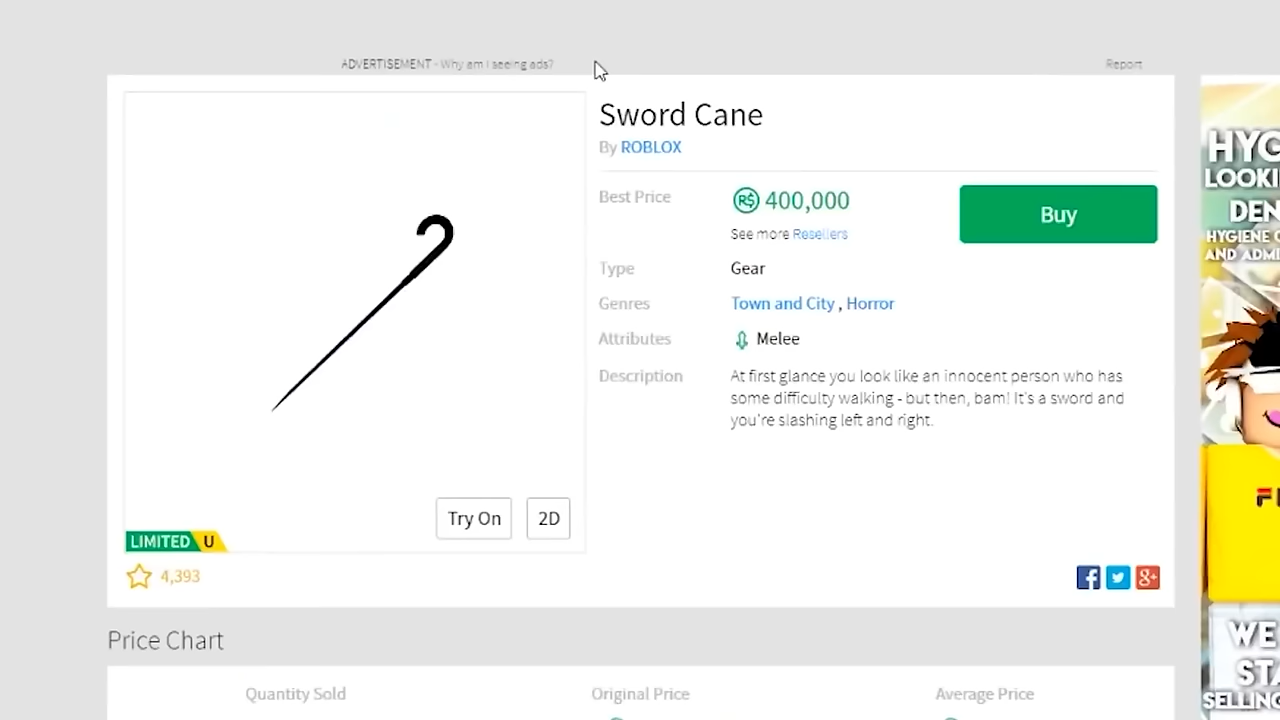 ADVERTISEMENT - Why am I seeing ads?
Report
Sword Cane
By ROBLOX
Best Price
R$ 400,000
Buy
See more Resellers
Type
Gear
Genres
Town and City , Horror
Attributes
Melee
Description
At first glance you look like an innocent person who has
some difficulty walking - but then, bam! It's a sword and
you're slashing left and right.
Try On
2D
LIMITED U
4,393
Price Chart
Quantity Sold
Original Price
Average Price
HYG
LOOKI
DEN
HYGIENE
AND ADMI
WE
STA
SELLING